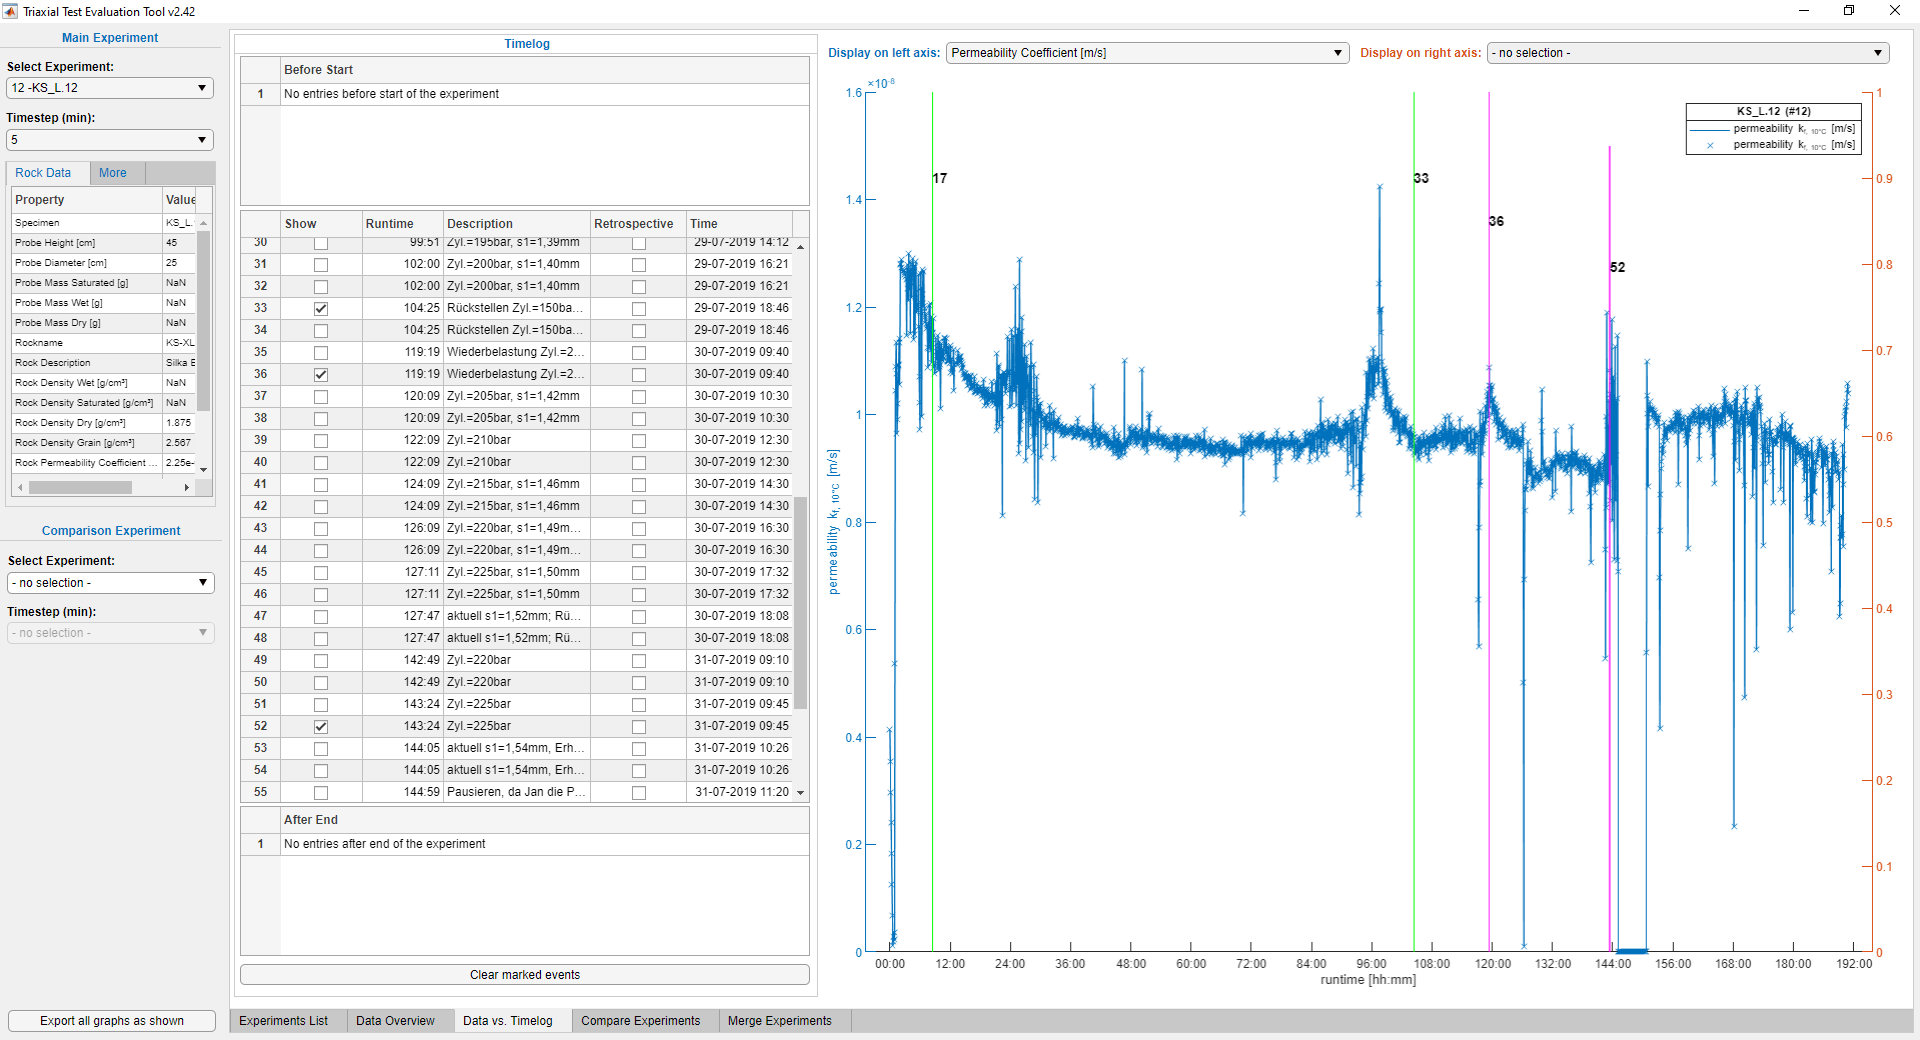 Triaxial Test Evaluation Tool v2.42
Main Experiment
Select Experiment:
12 -KS_L.12
Timestep (min):
5
Rock Data More
Property Value
Specimen KS_L.
Probe Height [cm] 45
Probe Diameter [cm] 25
Probe Mass Saturated [g] NaN
Probe Mass Wet [g] NaN
Probe Mass Dry [g] NaN
Rockname KS-XL
Rock Description Silka E
Rock Density Wet [g/cm³] NaN
Rock Density Saturated [g/cm³] NaN
Rock Density Dry [g/cm³] 1.875
Rock Density Grain [g/cm³] 2.567
Rock Permeability Coefficient ... 2.25e-
Comparison Experiment
Select Experiment:
- no selection -
Timestep (min):
- no selection -
Export all graphs as shown
Timelog
Before Start
1 No entries before start of the experiment
Show Runtime Description Retrospective Time
30 99:51 Zyl.=195bar, s1=1,39mm 29-07-2019 14:12
31 102:00 Zyl.=200bar, s1=1,40mm 29-07-2019 16:21
32 102:00 Zyl.=200bar, s1=1,40mm 29-07-2019 16:21
33 104:25 Rückstellen Zyl.=150ba... 29-07-2019 18:46
34 104:25 Rückstellen Zyl.=150ba... 29-07-2019 18:46
35 119:19 Wiederbelastung Zyl.=2... 30-07-2019 09:40
36 119:19 Wiederbelastung Zyl.=2... 30-07-2019 09:40
37 120:09 Zyl.=205bar, s1=1,42mm 30-07-2019 10:30
38 120:09 Zyl.=205bar, s1=1,42mm 30-07-2019 10:30
39 122:09 Zyl.=210bar 30-07-2019 12:30
40 122:09 Zyl.=210bar 30-07-2019 12:30
41 124:09 Zyl.=215bar, s1=1,46mm 30-07-2019 14:30
42 124:09 Zyl.=215bar, s1=1,46mm 30-07-2019 14:30
43 126:09 Zyl.=220bar, s1=1,49m... 30-07-2019 16:30
44 126:09 Zyl.=220bar, s1=1,49m... 30-07-2019 16:30
45 127:11 Zyl.=225bar, s1=1,50mm 30-07-2019 17:32
46 127:11 Zyl.=225bar, s1=1,50mm 30-07-2019 17:32
47 127:47 aktuell s1=1,52mm; Rü... 30-07-2019 18:08
48 127:47 aktuell s1=1,52mm; Rü... 30-07-2019 18:08
49 142:49 Zyl.=220bar 31-07-2019 09:10
50 142:49 Zyl.=220bar 31-07-2019 09:10
51 143:24 Zyl.=225bar 31-07-2019 09:45
52 143:24 Zyl.=225bar 31-07-2019 09:45
53 144:05 aktuell s1=1,54mm, Erh... 31-07-2019 10:26
54 144:05 aktuell s1=1,54mm, Erh... 31-07-2019 10:26
55 144:59 Pausieren, da Jan die P... 31-07-2019 11:20
After End
1 No entries after end of the experiment
Clear marked events
Experiments List Data Overview Data vs. Timelog Compare Experiments Merge Experiments
Display on left axis: Permeability Coefficient [m/s] Display on right axis: - no selection -
×10⁻⁸
1.6
1.4
1.2
1
0.8
0.6
0.4
0.2
0
permeability kf, 10°C [m/s]
17
33
36
52
KS_L.12 (#12)
permeability kf, 10°C [m/s]
permeability kf, 10°C [m/s]
1
0.9
0.8
0.7
0.6
0.5
0.4
0.3
0.2
0.1
0
00:00 12:00 24:00 36:00 48:00 60:00 72:00 84:00 96:00 108:00 120:00 132:00 144:00 156:00 168:00 180:00 192:00
runtime [hh:mm]